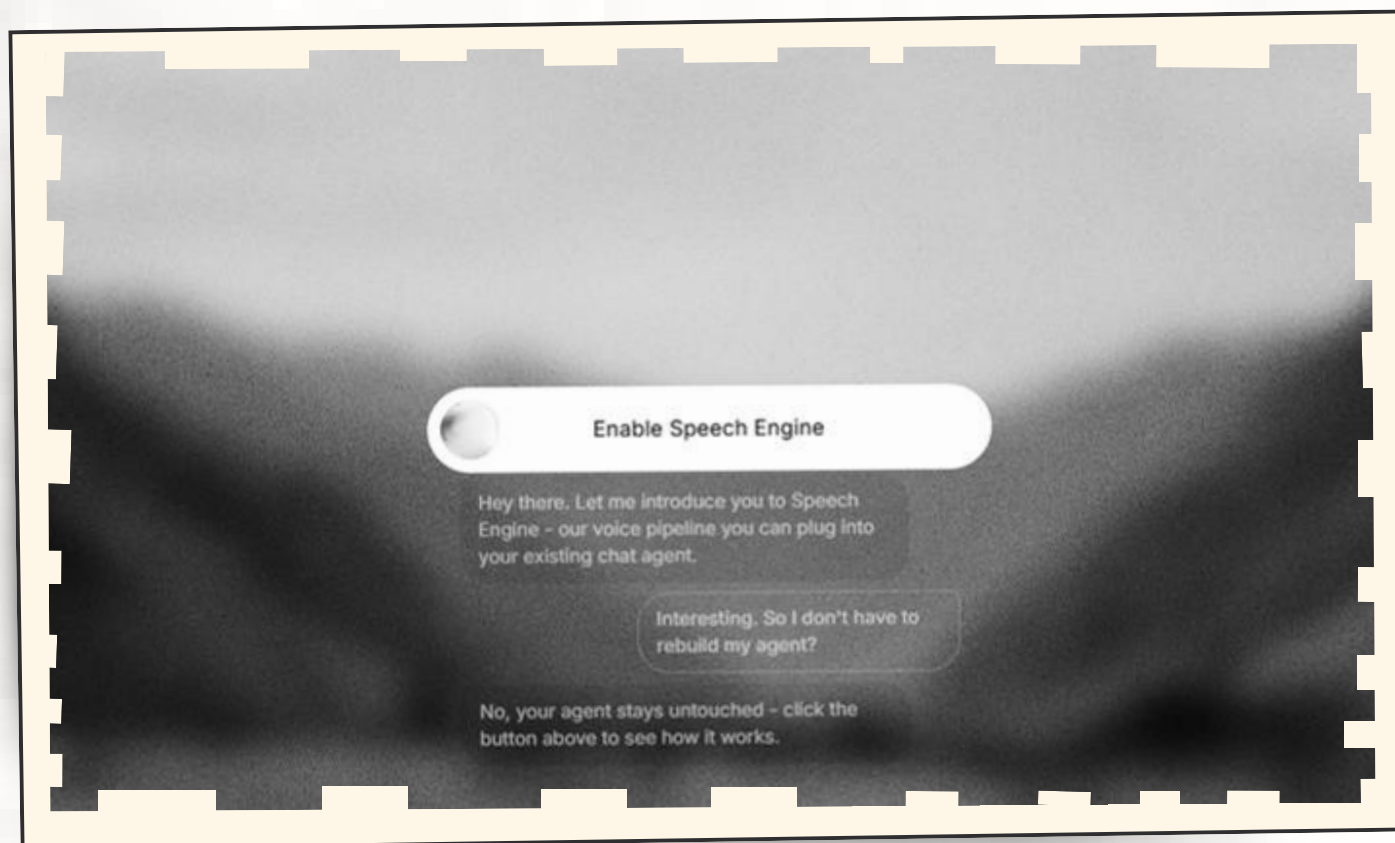 Enable Speech Engine
Hey there. Let me introduce you to Speech
Engine - our voice pipeline you can plug into
your existing chat agent.
Interesting. So I don't have to
rebuild my agent?
No, your agent stays untouched - click the
button above to see how it works.